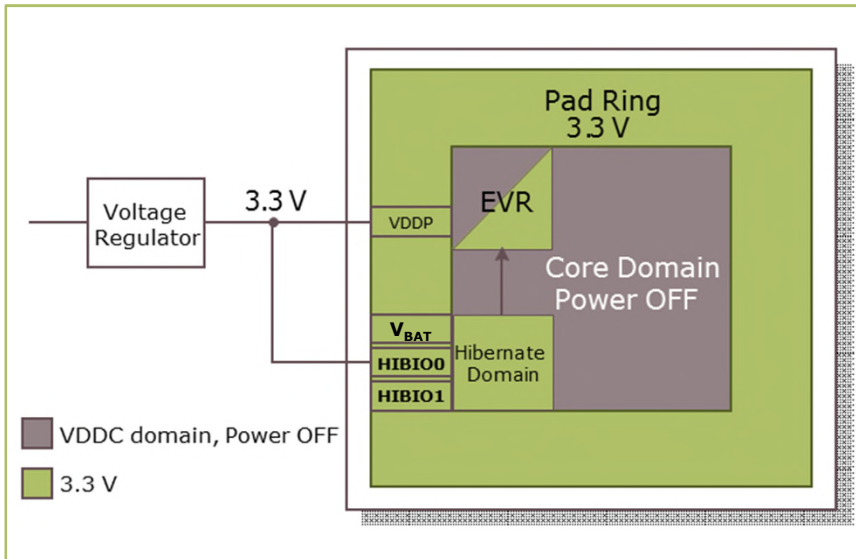 Pad Ring
3.3 V
Voltage
Regulator
3.3 V
VDDP
EVR
Core Domain
Power OFF
VBAT
HIBIO0
HIBIO1
Hibernate
Domain
VDDC domain, Power OFF
3.3 V